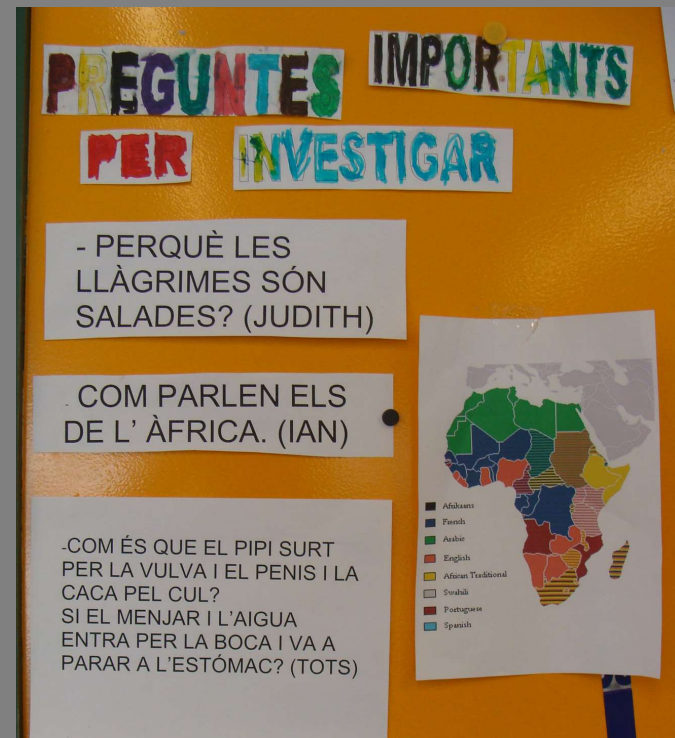 PREGUNTES IMPORTANTS
PER INVESTIGAR
- PERQUÈ LES
LLÀGRIMES SÓN
SALADES? (JUDITH)
- COM PARLEN ELS
DE L' ÀFRICA. (IAN)
-COM ÉS QUE EL PIPI SURT
PER LA VULVA I EL PENIS I LA
CACA PEL CUL?
SI EL MENJAR I L'AIGUA
ENTRA PER LA BOCA I VA A
PARAR A L'ESTÓMAC? (TOTS)
Afrikaans
French
Arabic
English
African Traditional
Swahili
Portuguese
Spanish